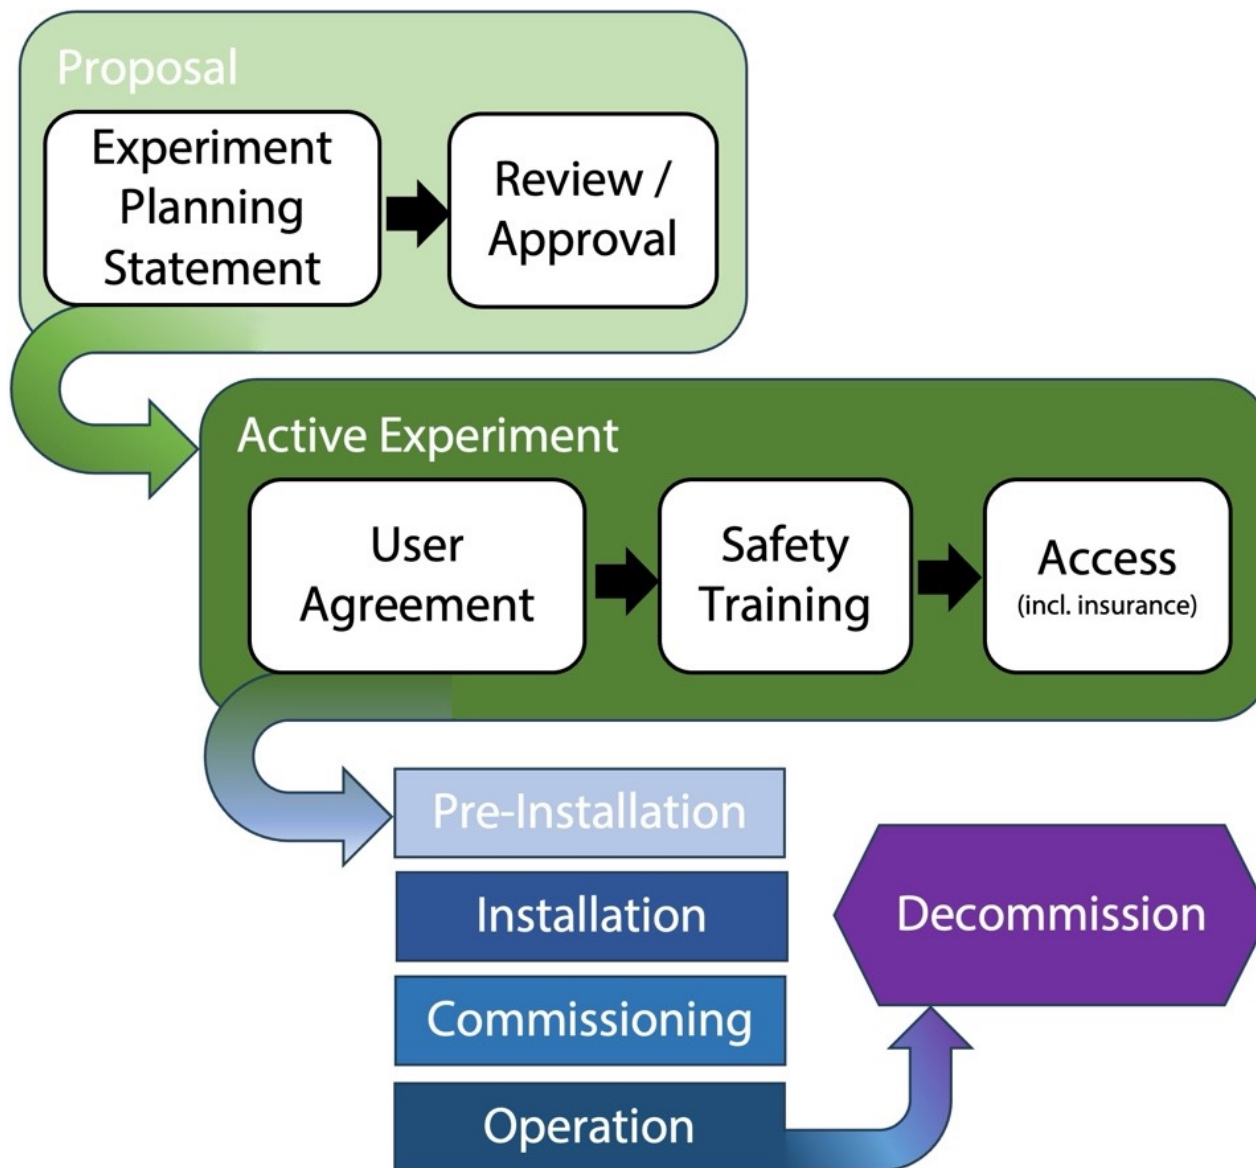 Proposal
Experiment
Planning
Statement
Review /
Approval
Active Experiment
User
Agreement
Safety
Training
Access
(incl. insurance)
Pre-Installation
Installation
Commissioning
Operation
Decommission